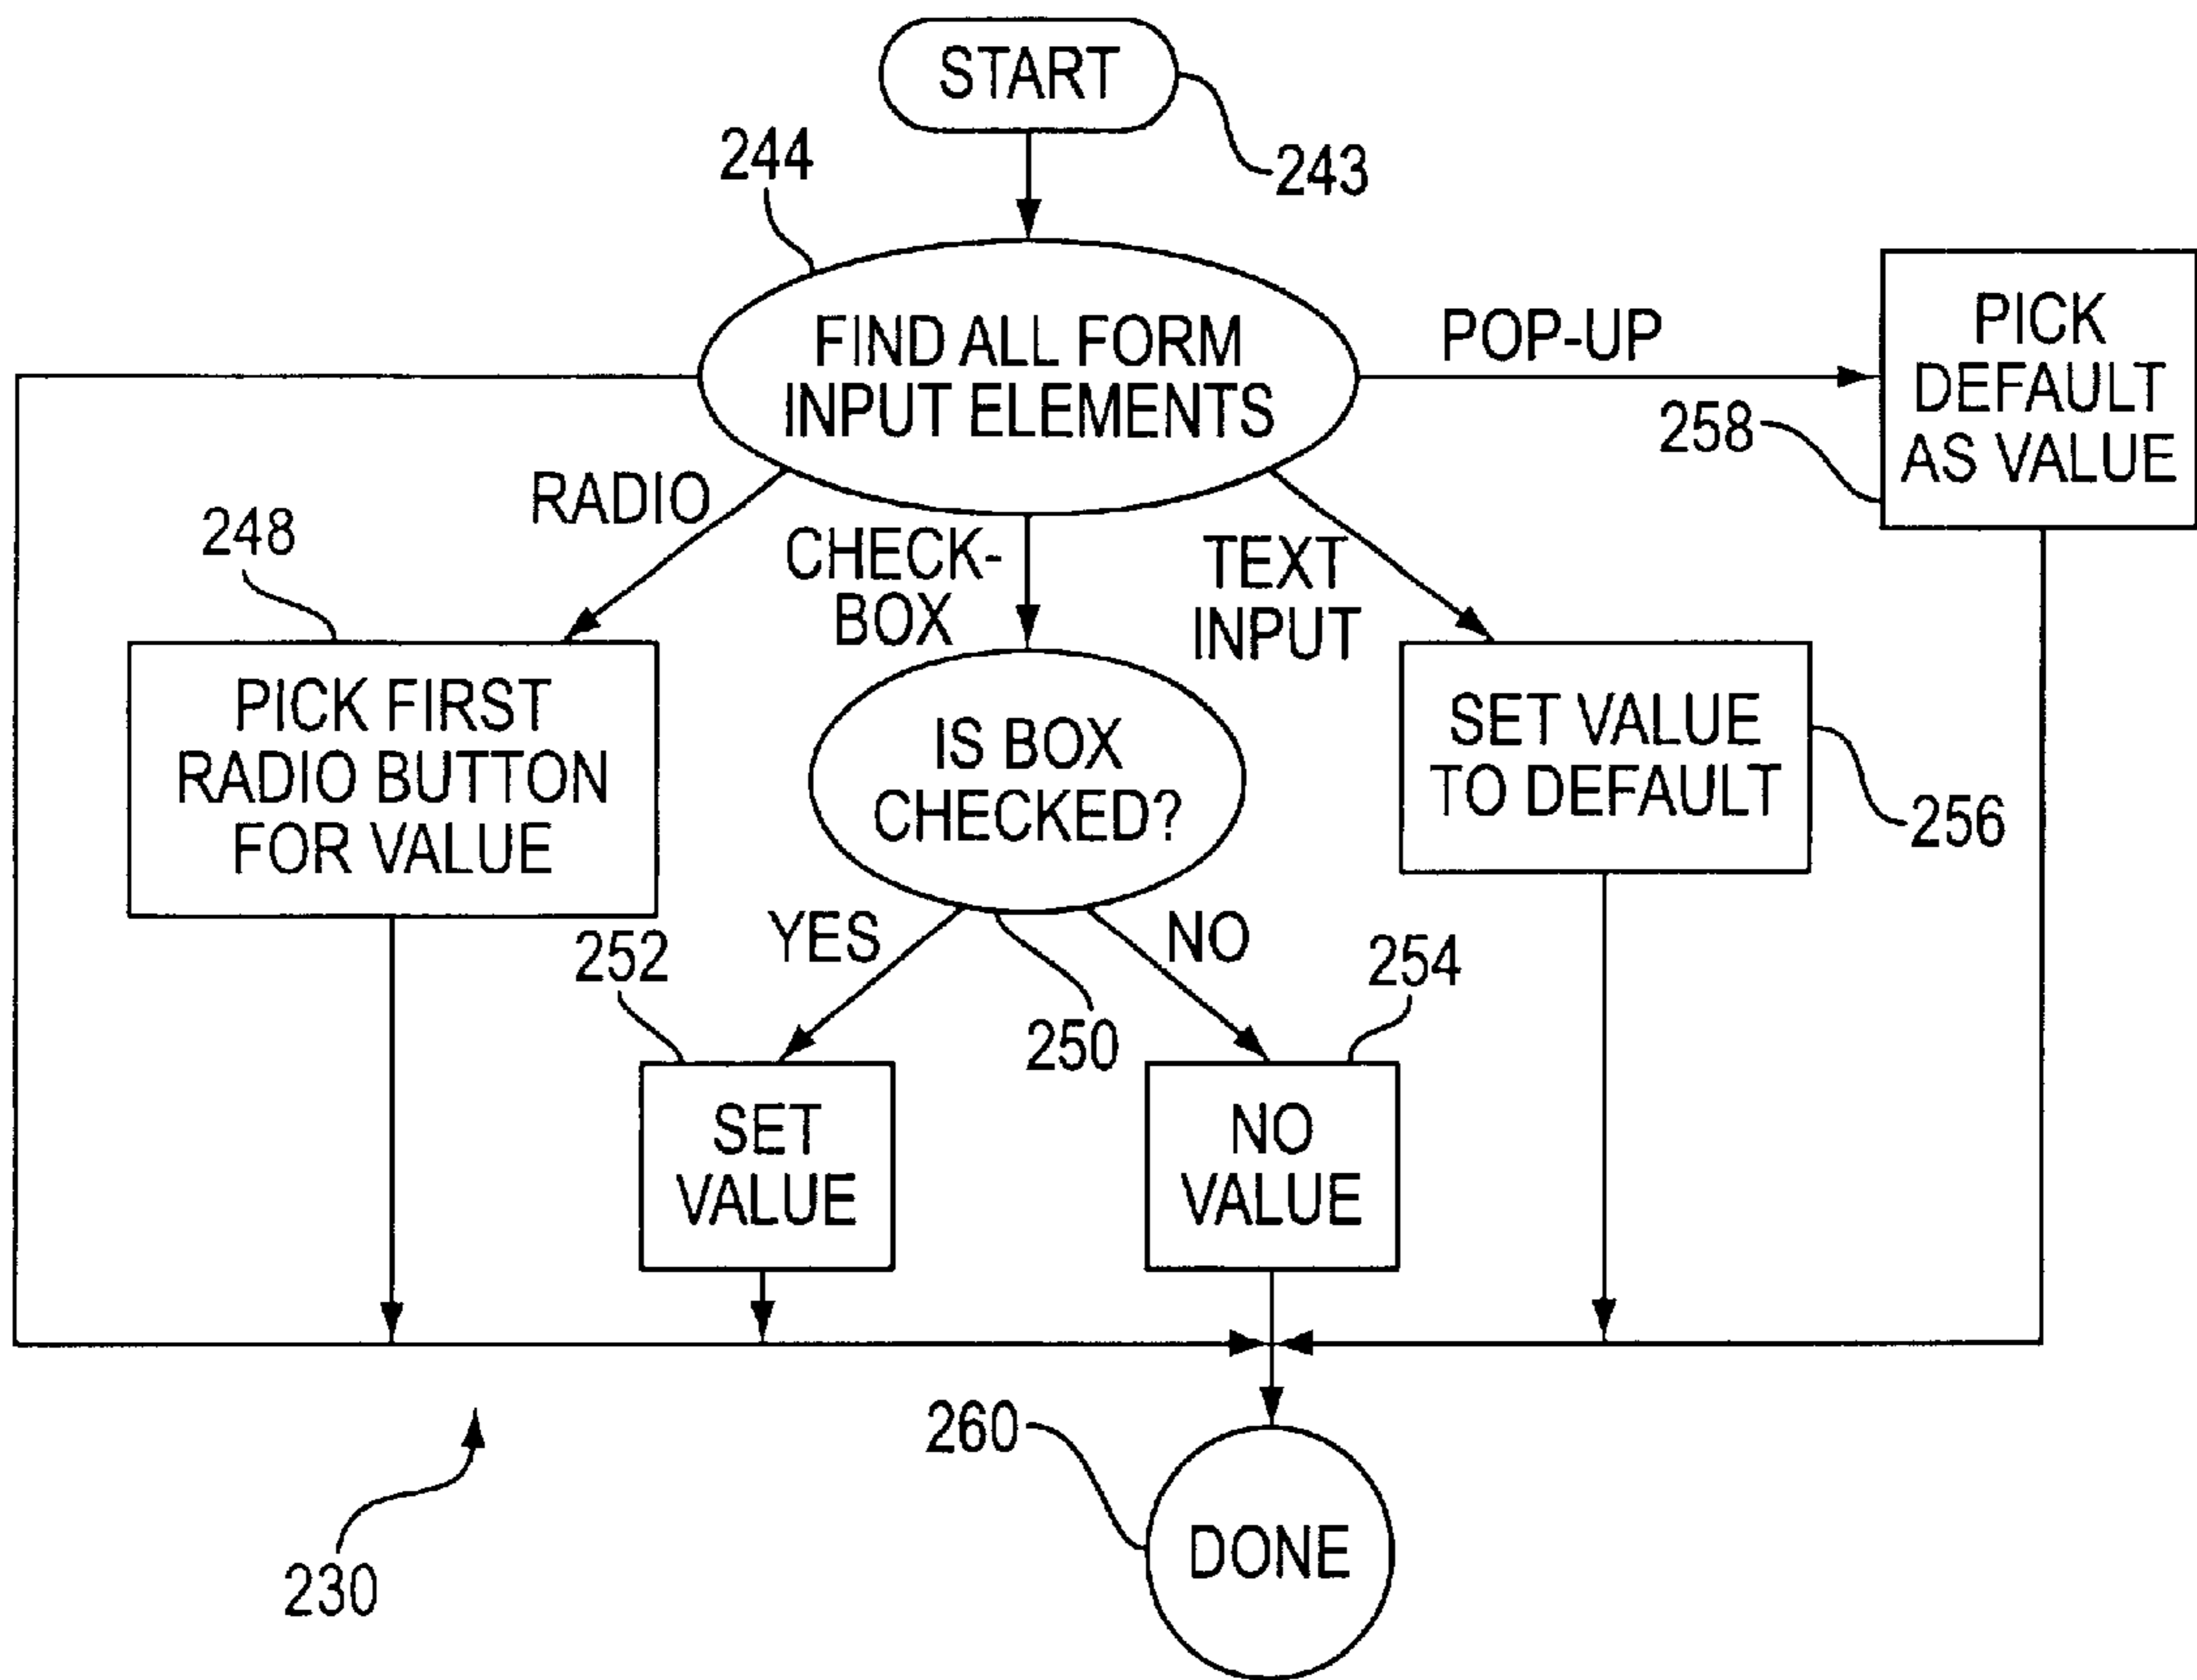 START
243
244
FIND ALL FORM
INPUT ELEMENTS
POP-UP
PICK
DEFAULT
AS VALUE
258
RADIO
CHECK-
BOX
TEXT
INPUT
248
PICK FIRST
RADIO BUTTON
FOR VALUE
IS BOX
CHECKED?
SET VALUE
TO DEFAULT
256
YES
NO
252
250
254
SET
VALUE
NO
VALUE
260
DONE
230